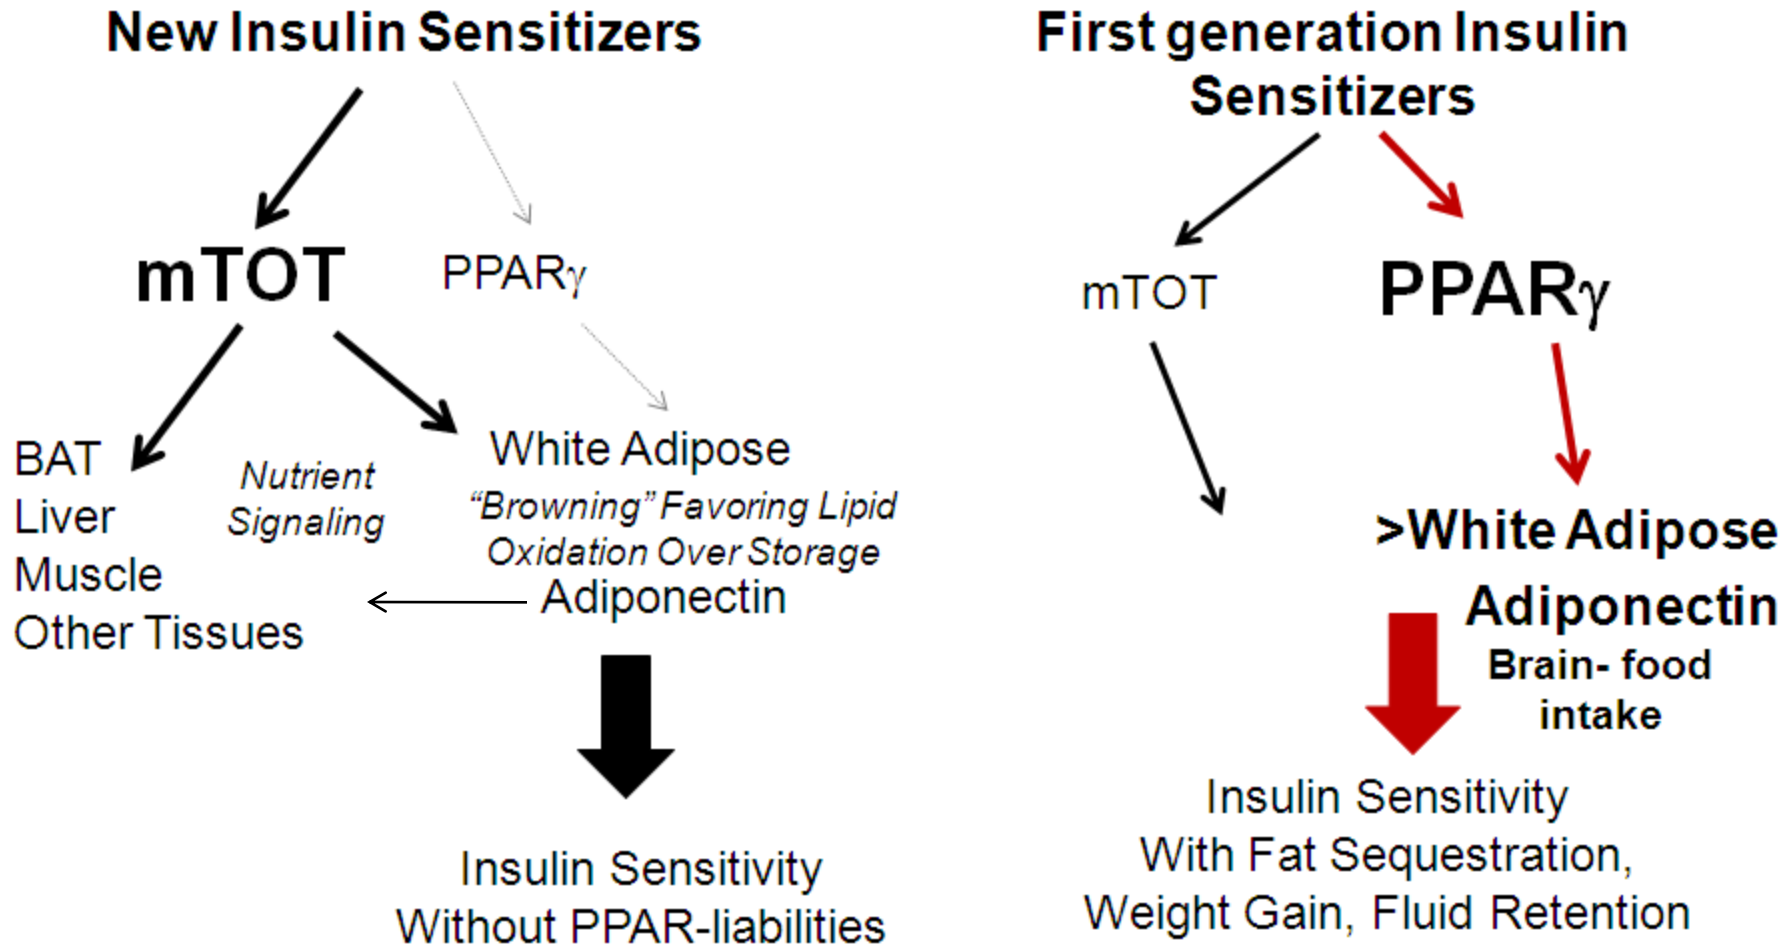 New Insulin Sensitizers
mTOT
PPARγ
BAT
Liver
Muscle
Other Tissues
Nutrient
Signaling
White Adipose
“Browning” Favoring Lipid
Oxidation Over Storage
Adiponectin
Insulin Sensitivity
Without PPAR-liabilities
First generation Insulin
Sensitizers
mTOT
PPARγ
>White Adipose
Adiponectin
Brain- food
intake
Insulin Sensitivity
With Fat Sequestration,
Weight Gain, Fluid Retention